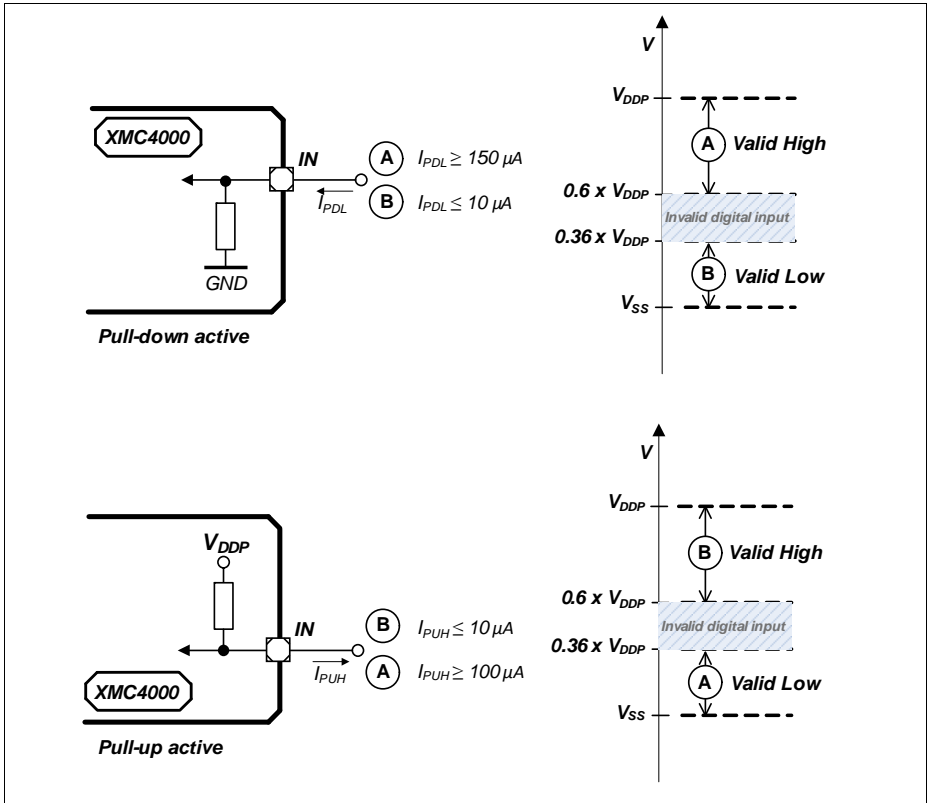 XMC4000
IN
A
I_PDL ≥ 150 µA
I_PDL
B
I_PDL ≤ 10 µA
GND
Pull-down active
V
V_DDP
A
Valid High
0.6 x V_DDP
Invalid digital input
0.36 x V_DDP
B
Valid Low
V_SS
V_DDP
IN
B
I_PUH ≤ 10 µA
I_PUH
A
I_PUH ≥ 100 µA
XMC4000
Pull-up active
V
V_DDP
B
Valid High
0.6 x V_DDP
Invalid digital input
0.36 x V_DDP
A
Valid Low
V_SS